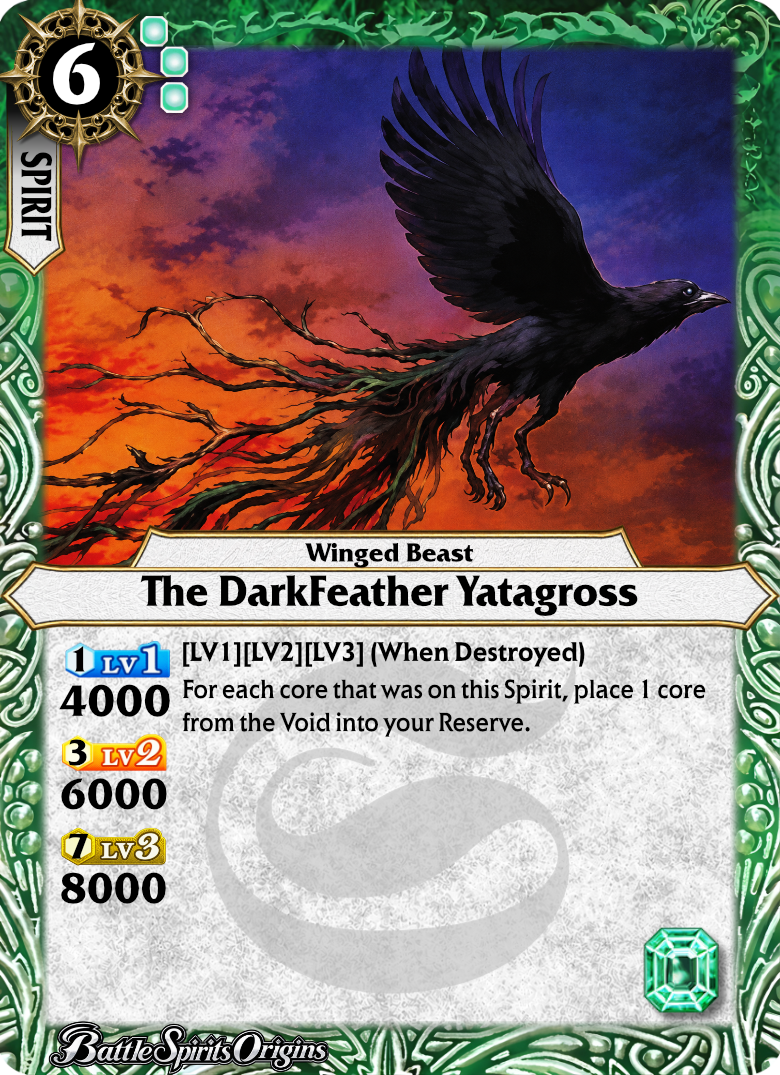 6
SPIRIT
Winged Beast
The DarkFeather Yatagross
1 LV1
4000
[LV1][LV2][LV3] (When Destroyed)
For each core that was on this Spirit, place 1 core
from the Void into your Reserve.
3 LV2
6000
7 LV3
8000
Battle Spirits Origins